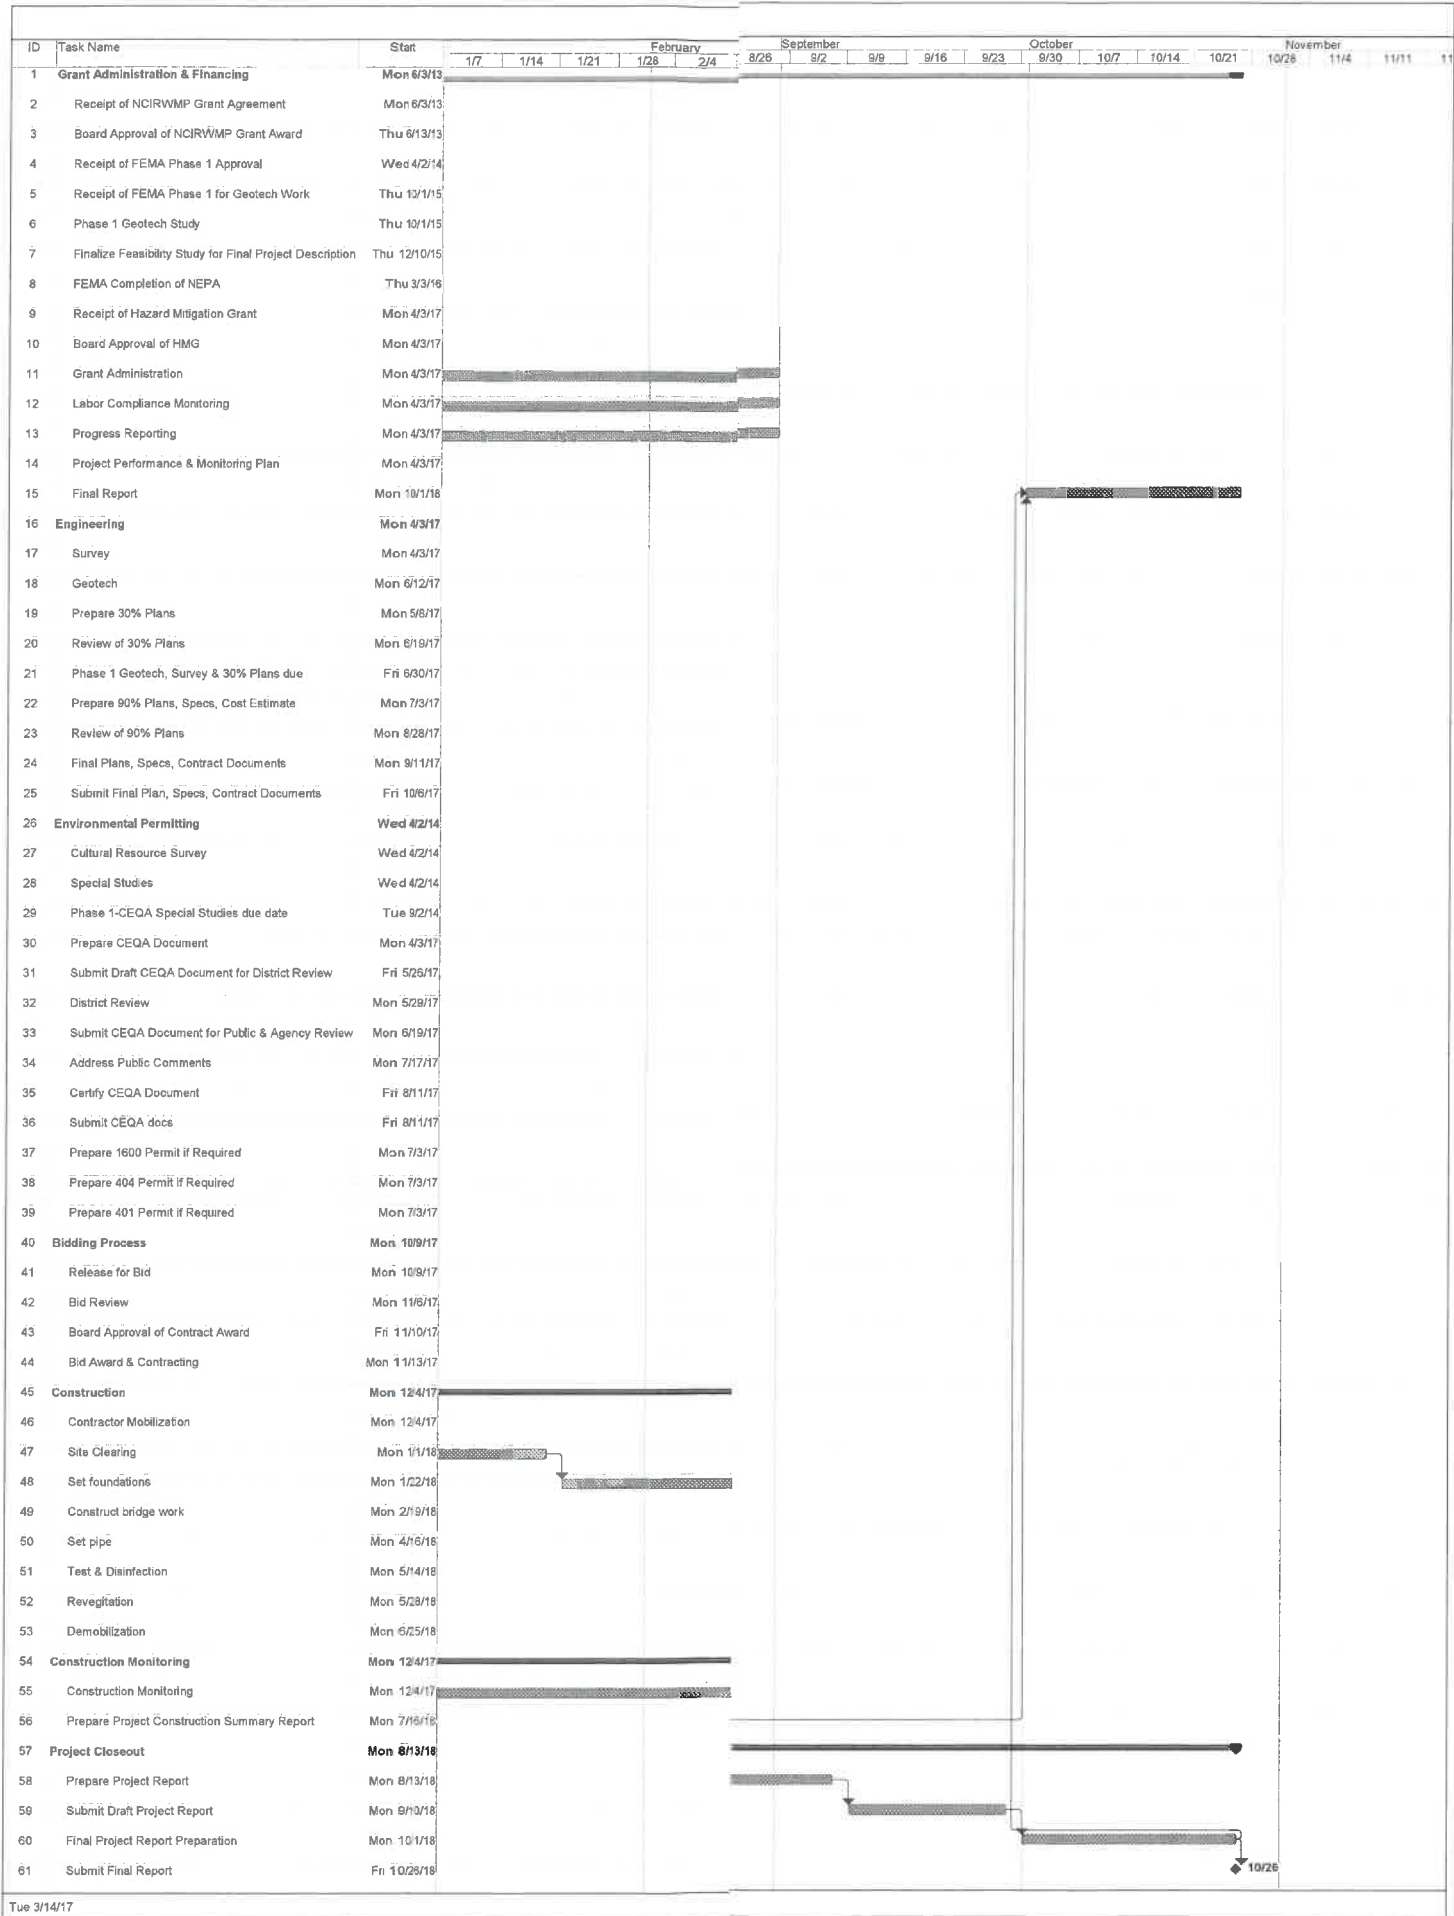 ID Task Name Start February September October November
1/7 1/14 1/21 1/28 2/4 8/26 9/2 9/9 9/16 9/23 9/30 10/7 10/14 10/21 10/28 11/4 11/11 11
1 Grant Administration & Financing Mon 6/3/13
2 Receipt of NCIRWMP Grant Agreement Mon 6/3/13
3 Board Approval of NCIRWMP Grant Award Thu 6/13/13
4 Receipt of FEMA Phase 1 Approval Wed 4/2/14
5 Receipt of FEMA Phase 1 for Geotech Work Thu 10/1/15
6 Phase 1 Geotech Study Thu 10/1/15
7 Finalize Feasibility Study for Final Project Description Thu 12/10/15
8 FEMA Completion of NEPA Thu 3/3/16
9 Receipt of Hazard Mitigation Grant Mon 4/3/17
10 Board Approval of HMG Mon 4/3/17
11 Grant Administration Mon 4/3/17
12 Labor Compliance Monitoring Mon 4/3/17
13 Progress Reporting Mon 4/3/17
14 Project Performance & Monitoring Plan Mon 4/3/17
15 Final Report Mon 10/1/18
16 Engineering Mon 4/3/17
17 Survey Mon 4/3/17
18 Geotech Mon 6/12/17
19 Prepare 30% Plans Mon 5/8/17
20 Review of 30% Plans Mon 6/19/17
21 Phase 1 Geotech, Survey & 30% Plans due Fri 6/30/17
22 Prepare 90% Plans, Specs, Cost Estimate Mon 7/3/17
23 Review of 90% Plans Mon 8/28/17
24 Final Plans, Specs, Contract Documents Mon 9/11/17
25 Submit Final Plan, Specs, Contract Documents Fri 10/6/17
26 Environmental Permitting Wed 4/2/14
27 Cultural Resource Survey Wed 4/2/14
28 Special Studies Wed 4/2/14
29 Phase 1-CEQA Special Studies due date Tue 9/2/14
30 Prepare CEQA Document Mon 4/3/17
31 Submit Draft CEQA Document for District Review Fri 5/26/17
32 District Review Mon 5/29/17
33 Submit CEQA Document for Public & Agency Review Mon 6/19/17
34 Address Public Comments Mon 7/17/17
35 Certify CEQA Document Fri 8/11/17
36 Submit CEQA docs Fri 8/11/17
37 Prepare 1600 Permit if Required Mon 7/3/17
38 Prepare 404 Permit if Required Mon 7/3/17
39 Prepare 401 Permit if Required Mon 7/3/17
40 Bidding Process Mon 10/9/17
41 Release for Bid Mon 10/9/17
42 Bid Review Mon 11/6/17
43 Board Approval of Contract Award Fri 11/10/17
44 Bid Award & Contracting Mon 11/13/17
45 Construction Mon 12/4/17
46 Contractor Mobilization Mon 12/4/17
47 Site Clearing Mon 1/1/18
48 Set foundations Mon 1/22/18
49 Construct bridge work Mon 2/19/18
50 Set pipe Mon 4/16/18
51 Test & Disinfection Mon 5/14/18
52 Revegitation Mon 5/28/18
53 Demobilization Mon 6/25/18
54 Construction Monitoring Mon 12/4/17
55 Construction Monitoring Mon 12/4/17
56 Prepare Project Construction Summary Report Mon 7/16/18
57 Project Closeout Mon 8/13/18
58 Prepare Project Report Mon 8/13/18
59 Submit Draft Project Report Mon 9/10/18
60 Final Project Report Preparation Mon 10/1/18
61 Submit Final Report Fri 10/26/18 10/26
Tue 3/14/17